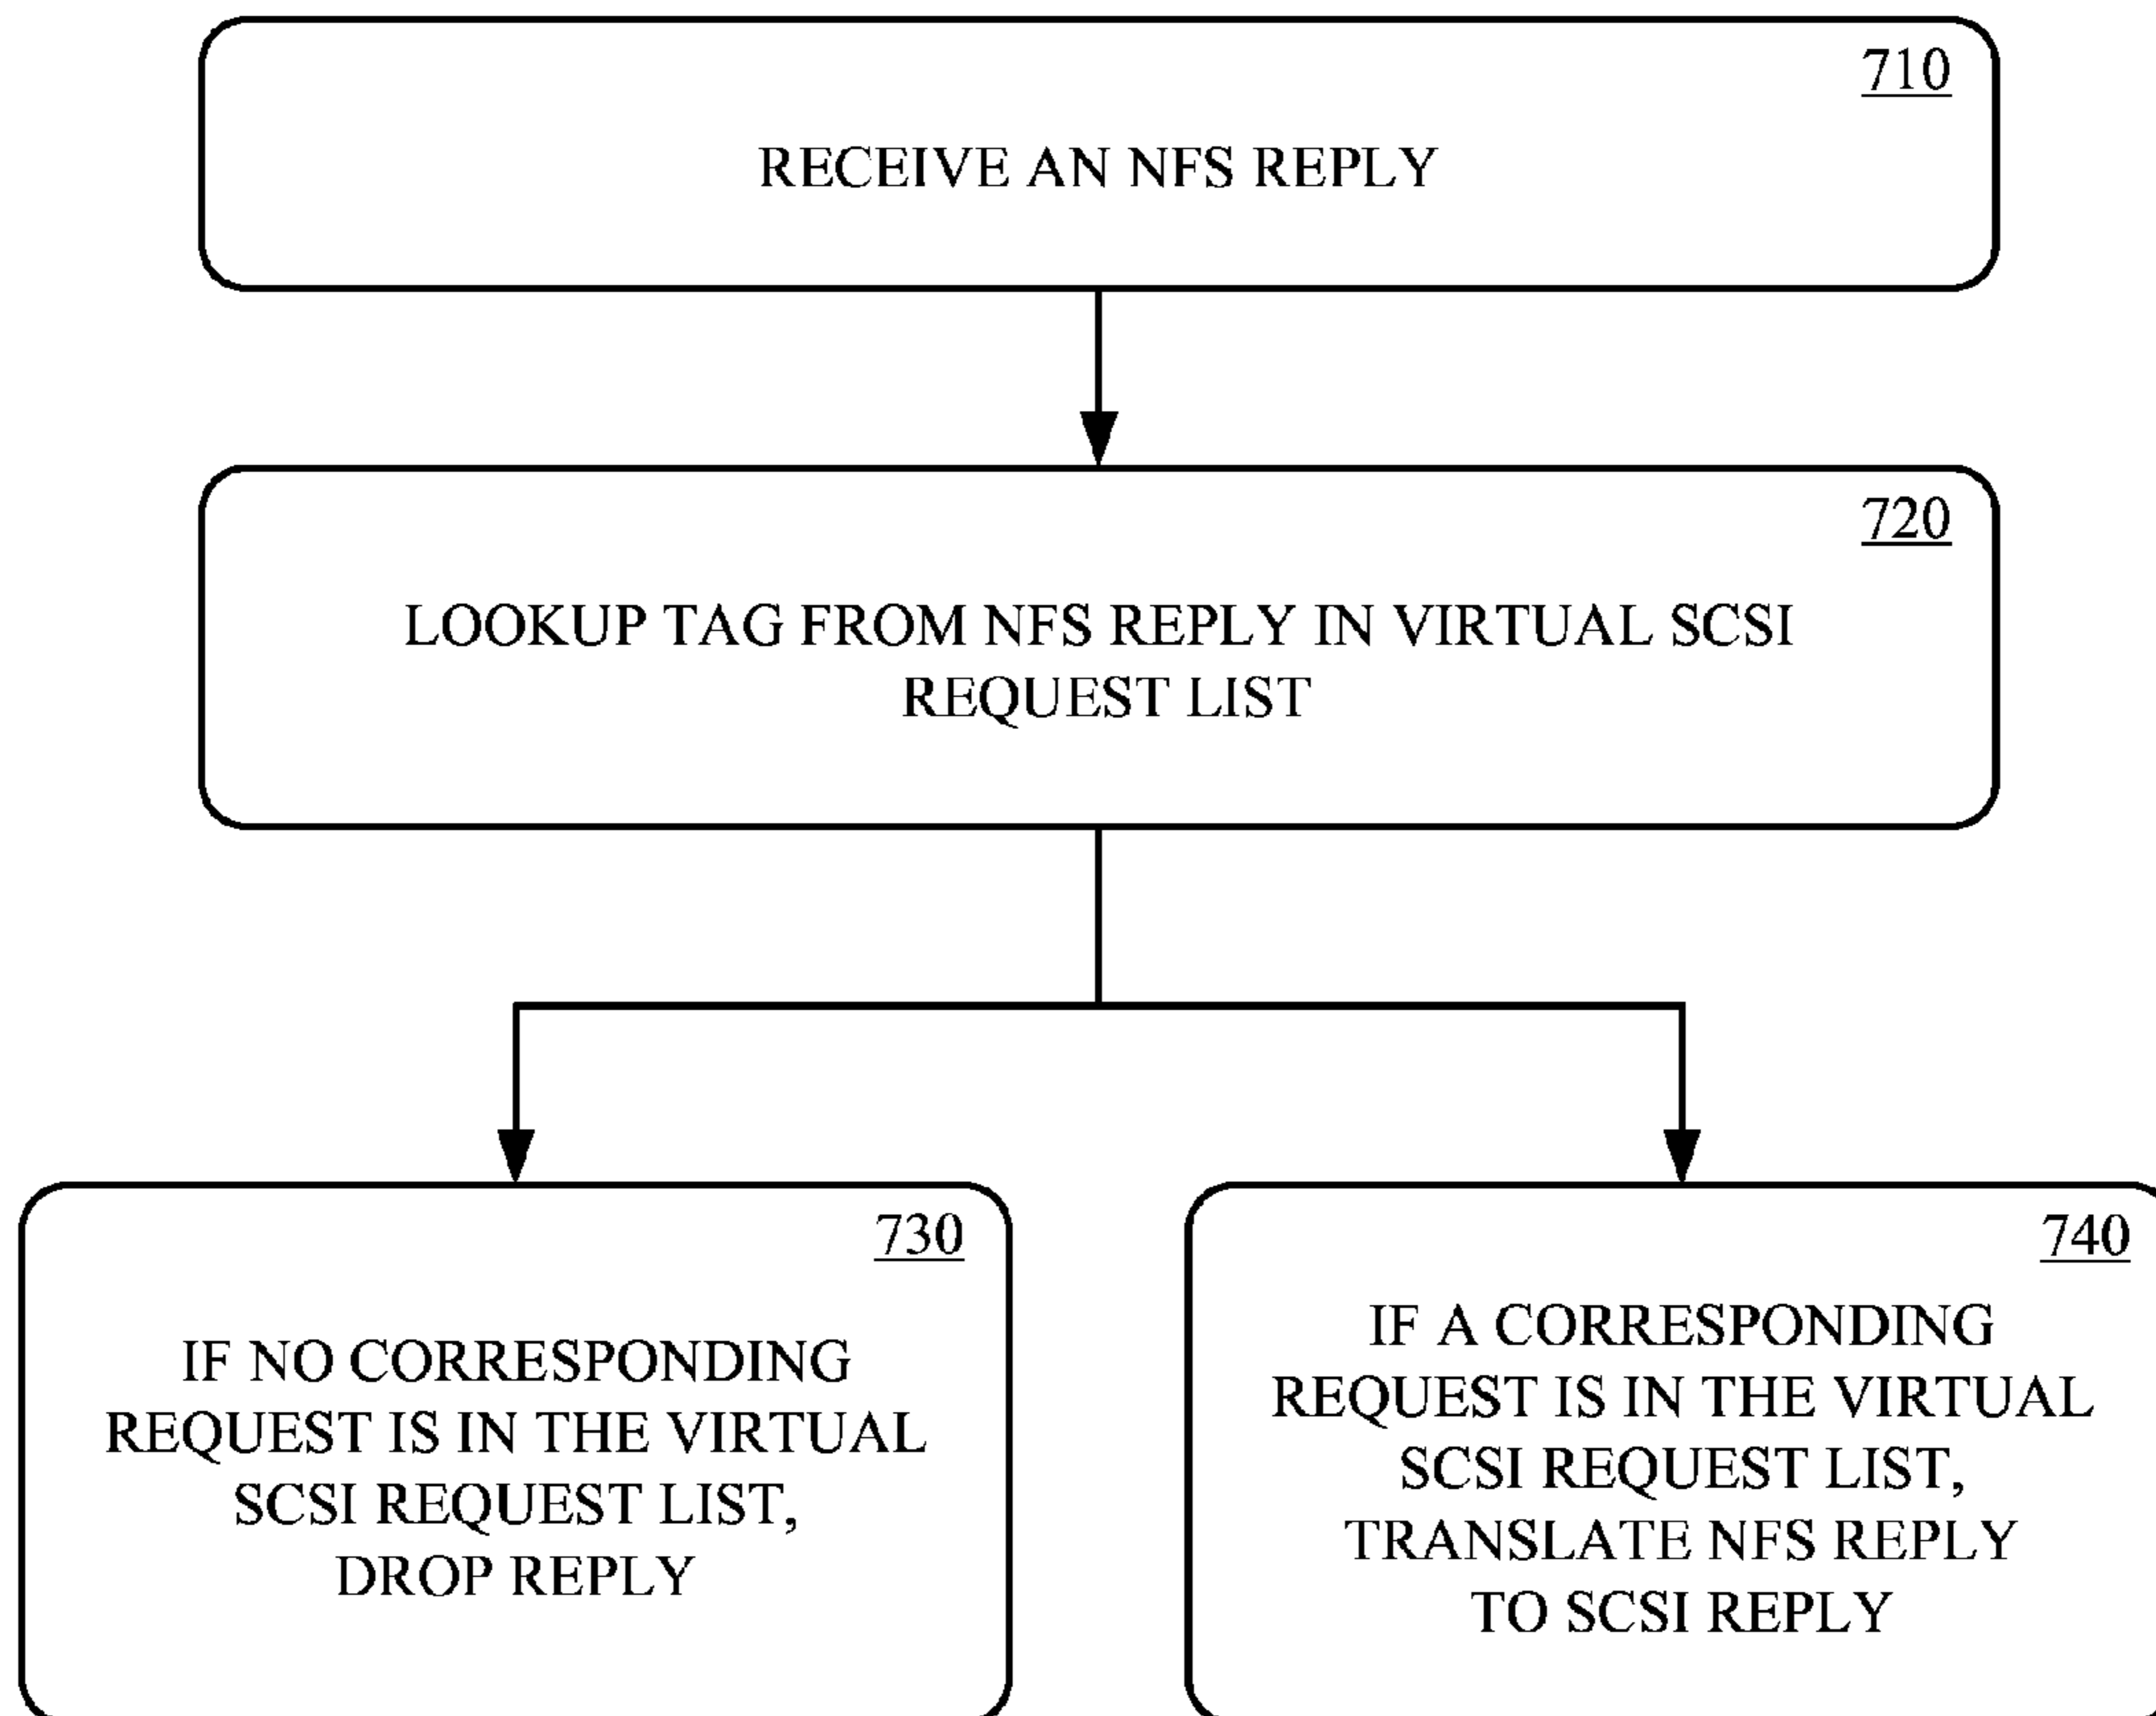 710
RECEIVE AN NFS REPLY
720
LOOKUP TAG FROM NFS REPLY IN VIRTUAL SCSI
REQUEST LIST
730
IF NO CORRESPONDING
REQUEST IS IN THE VIRTUAL
SCSI REQUEST LIST,
DROP REPLY
740
IF A CORRESPONDING
REQUEST IS IN THE VIRTUAL
SCSI REQUEST LIST,
TRANSLATE NFS REPLY
TO SCSI REPLY